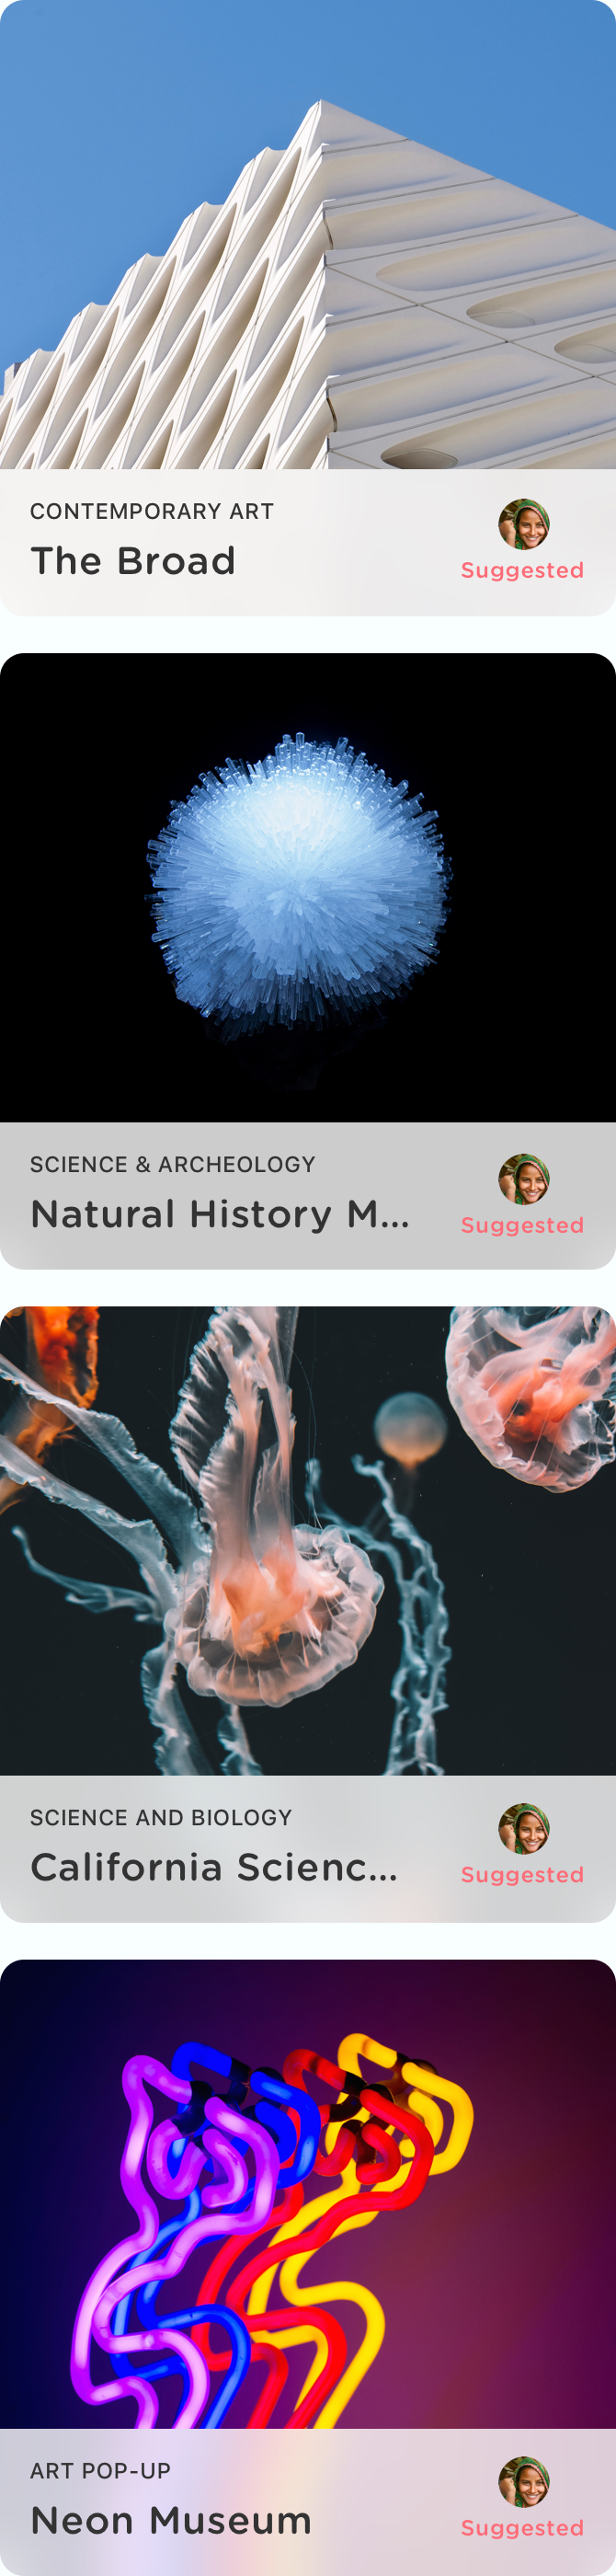 CONTEMPORARY ART
The Broad
Suggested
SCIENCE & ARCHEOLOGY
Natural History M...
Suggested
SCIENCE AND BIOLOGY
California Scienc...
Suggested
ART POP-UP
Neon Museum
Suggested